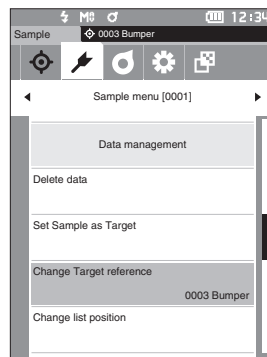 M 12:34
Sample 0003 Bumper
Sample menu [0001]
Data management
Delete data
Set Sample as Target
Change Target reference
0003 Bumper
Change list position